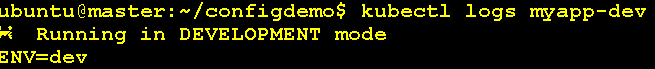 ubuntu@master:~/configdemo$ kubectl logs myapp-dev
Running in DEVELOPMENT mode
ENV=dev